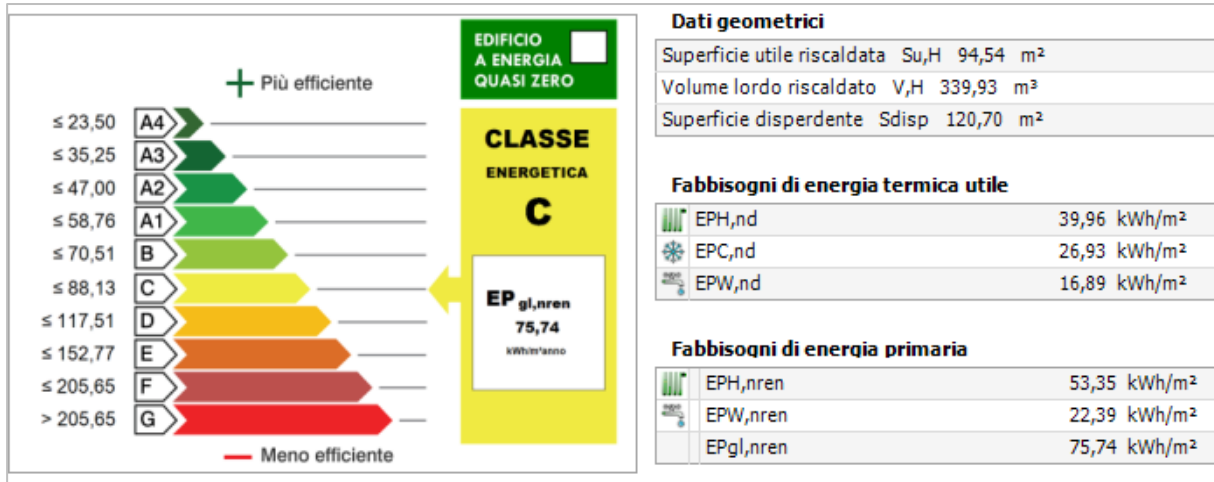 EDIFICIO
A ENERGIA
QUASI ZERO
Più efficiente
≤ 23,50 A4
≤ 35,25 A3
≤ 47,00 A2
≤ 58,76 A1
≤ 70,51 B
≤ 88,13 C
≤ 117,51 D
≤ 152,77 E
≤ 205,65 F
> 205,65 G
Meno efficiente
CLASSE
ENERGETICA
C
EP gl,nren
75,74
kWh/m²anno
Dati geometrici
Superficie utile riscaldata Su,H 94,54 m²
Volume lordo riscaldato V,H 339,93 m³
Superficie disperdente Sdisp 120,70 m²
Fabbisogni di energia termica utile
EPH,nd 39,96 kWh/m²
EPC,nd 26,93 kWh/m²
EPW,nd 16,89 kWh/m²
Fabbisogni di energia primaria
EPH,nren 53,35 kWh/m²
EPW,nren 22,39 kWh/m²
EPgl,nren 75,74 kWh/m²